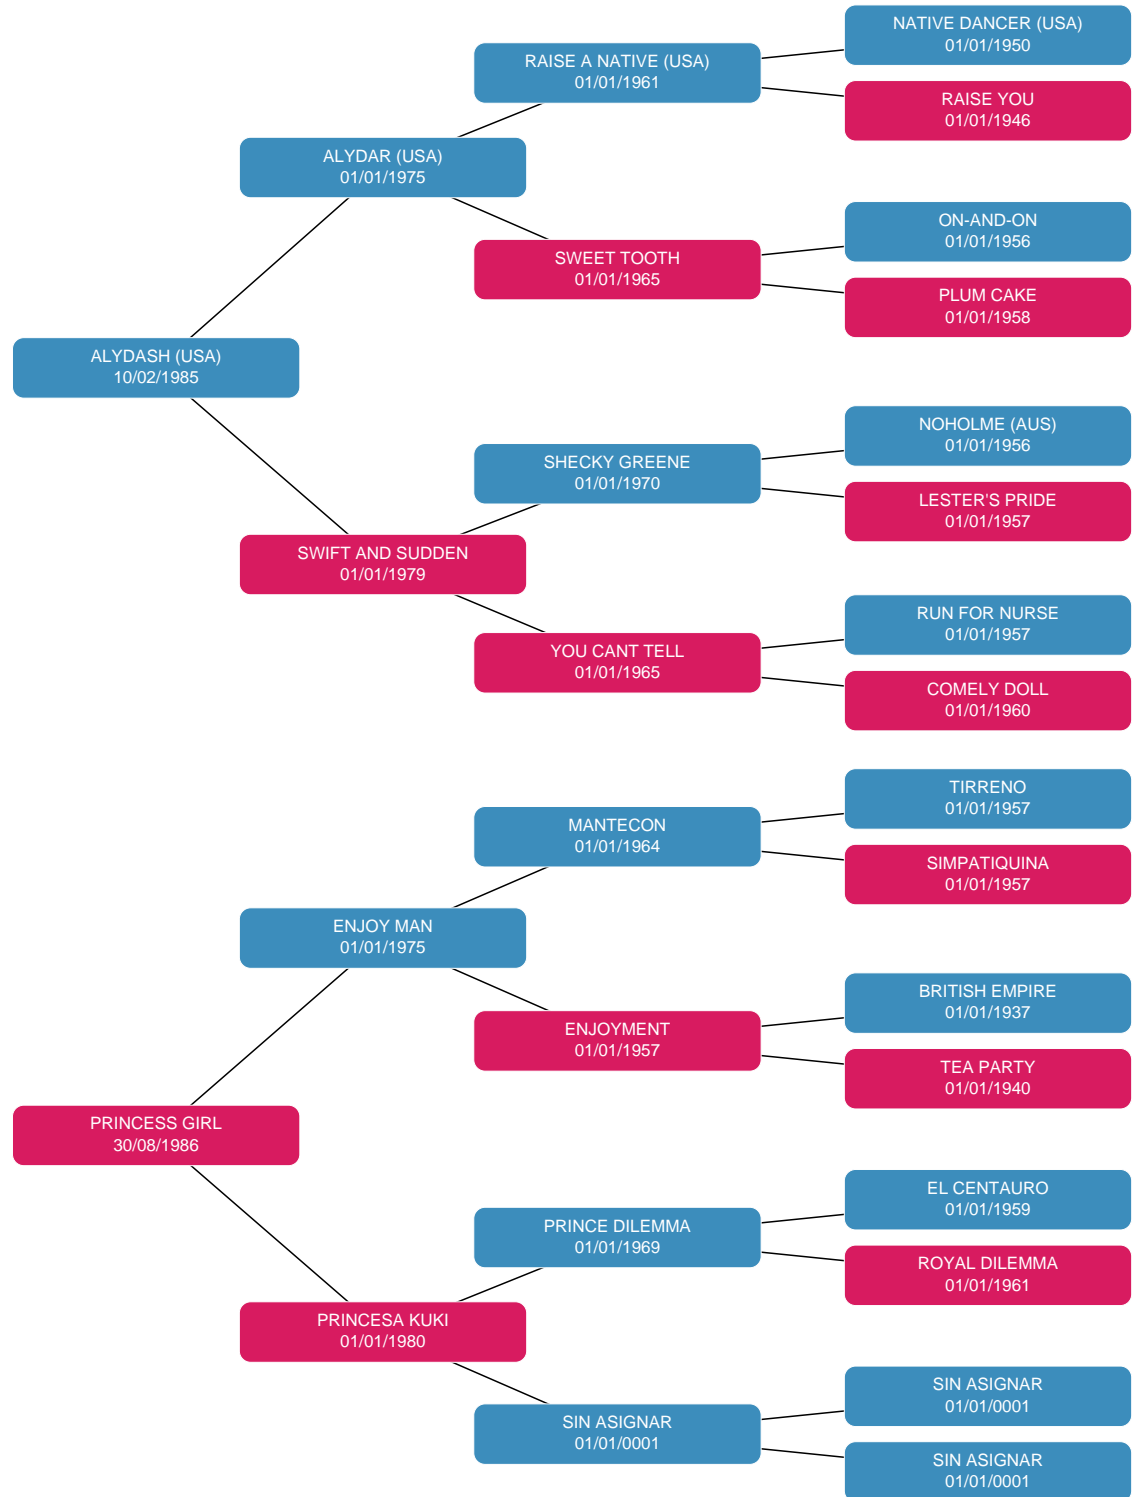 NATIVE DANCER (USA)
01/01/1950
RAISE A NATIVE (USA)
01/01/1961
RAISE YOU
01/01/1946
ALYDAR (USA)
01/01/1975
ON-AND-ON
01/01/1956
SWEET TOOTH
01/01/1965
PLUM CAKE
01/01/1958
ALYDASH (USA)
10/02/1985
NOHOLME (AUS)
01/01/1956
SHECKY GREENE
01/01/1970
LESTER'S PRIDE
01/01/1957
SWIFT AND SUDDEN
01/01/1979
RUN FOR NURSE
01/01/1957
YOU CANT TELL
01/01/1965
COMELY DOLL
01/01/1960
TIRRENO
01/01/1957
MANTECON
01/01/1964
SIMPATIQUINA
01/01/1957
ENJOY MAN
01/01/1975
BRITISH EMPIRE
01/01/1937
ENJOYMENT
01/01/1957
TEA PARTY
01/01/1940
PRINCESS GIRL
30/08/1986
EL CENTAURO
01/01/1959
PRINCE DILEMMA
01/01/1969
ROYAL DILEMMA
01/01/1961
PRINCESA KUKI
01/01/1980
SIN ASIGNAR
01/01/0001
SIN ASIGNAR
01/01/0001
SIN ASIGNAR
01/01/0001